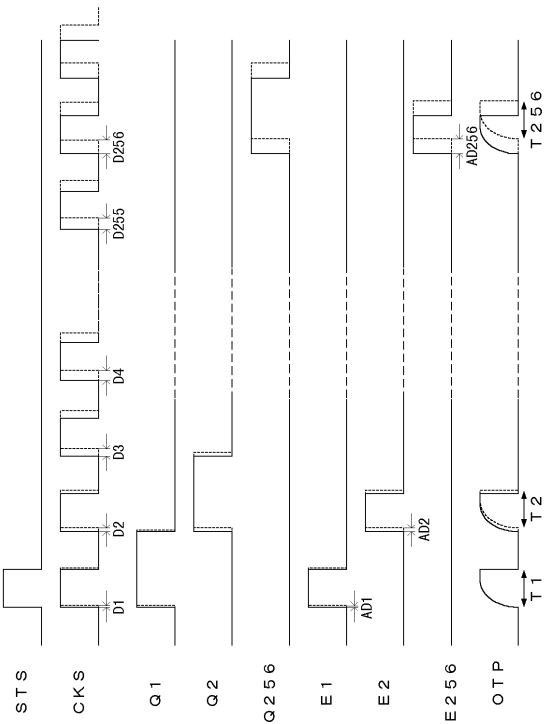 STS
CKS
D1
D2
D3
D4
D255
D256
Q1
Q2
Q256
E1
AD1
E2
AD2
E256
AD256
OTP
T1
T2
T256